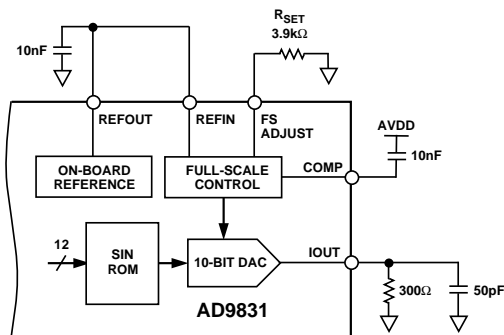 R_SET
3.9kΩ
10nF
REFOUT
REFIN
FS
ADJUST
AVDD
10nF
ON-BOARD
REFERENCE
FULL-SCALE
CONTROL
COMP
12
SIN
ROM
10-BIT DAC
IOUT
AD9831
300Ω
50pF